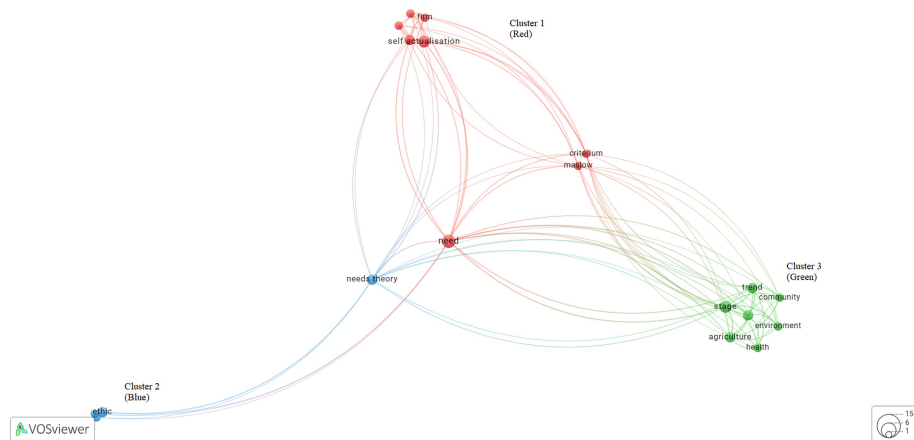 firm
Cluster 1
(Red)
self actualisation
criterium
maslow
need
needs theory
Cluster 3
(Green)
trend
community
stage
environment
agriculture
health
Cluster 2
(Blue)
ethic
VOSviewer
15
6
1